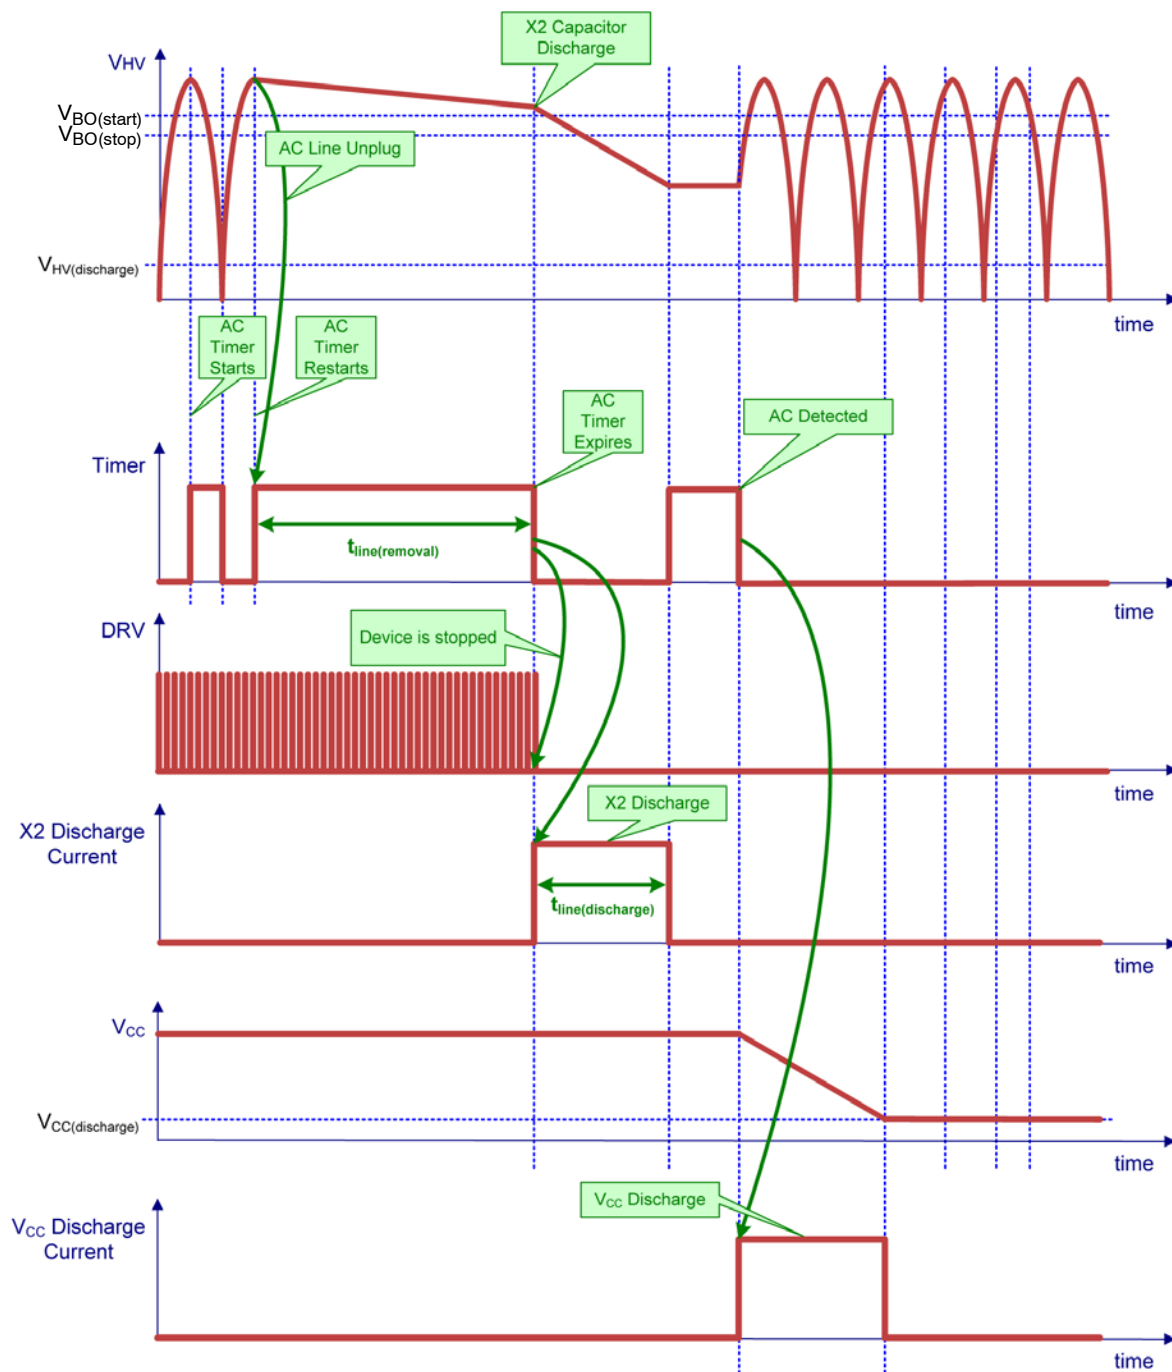 X2 Capacitor
Discharge
VHV
VBO(start)
VBO(stop)
AC Line Unplug
VHV(discharge)
time
AC
Timer
Starts
AC
Timer
Restarts
AC
Timer
Expires
AC Detected
Timer
tline(removal)
time
DRV
Device is stopped
time
X2 Discharge
X2 Discharge
Current
tline(discharge)
time
VCC
VCC(discharge)
time
VCC Discharge
VCC Discharge
Current
time